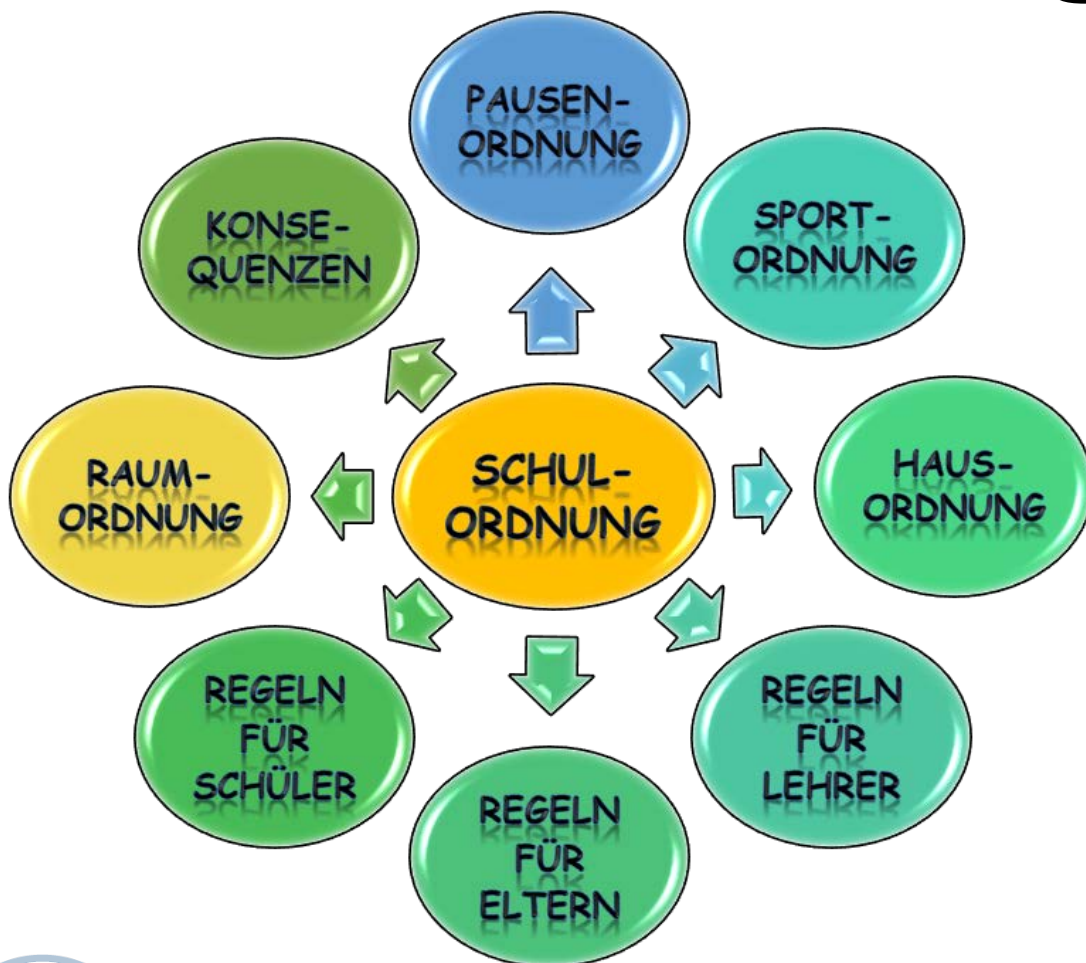 PAUSEN-
ORDNUNG
SPORT-
ORDNUNG
HAUS-
ORDNUNG
REGELN
FÜR
LEHRER
REGELN
FÜR
ELTERN
REGELN
FÜR
SCHÜLER
RAUM-
ORDNUNG
KONSE-
QUENZEN
SCHUL-
ORDNUNG